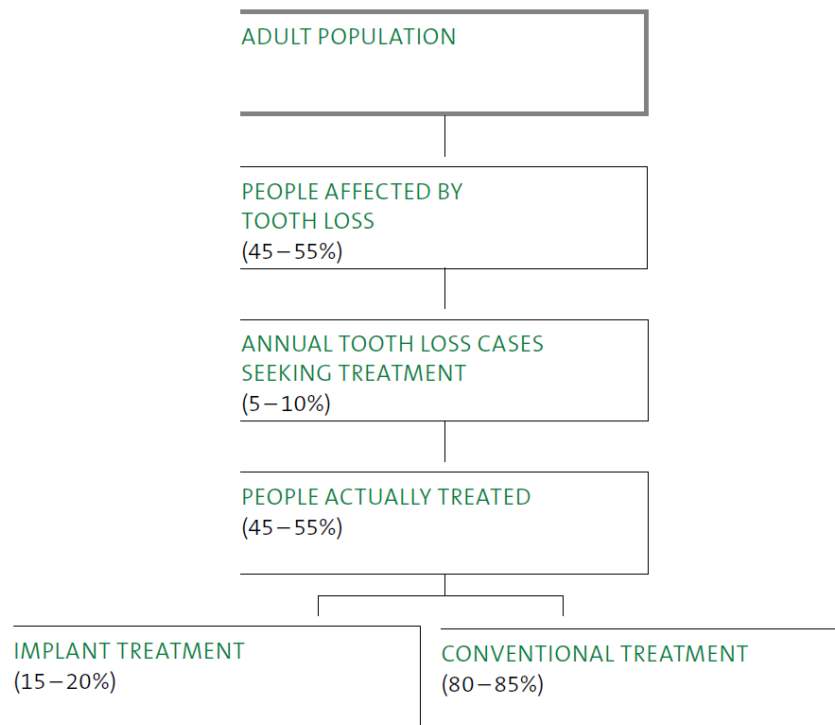 ADULT POPULATION
PEOPLE AFFECTED BY
TOOTH LOSS
(45–55%)
ANNUAL TOOTH LOSS CASES
SEEKING TREATMENT
(5–10%)
PEOPLE ACTUALLY TREATED
(45–55%)
IMPLANT TREATMENT
(15–20%)
CONVENTIONAL TREATMENT
(80–85%)